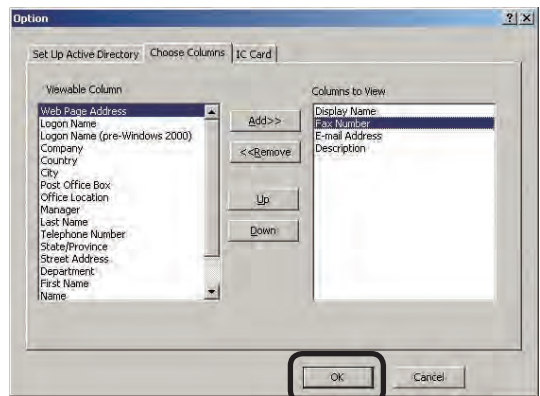 Option
Set Up Active Directory
Choose Columns
IC Card
Viewable Column
Web Page Address
Logon Name
Logon Name (pre-Windows 2000)
Company
Country
City
Post Office Box
Office Location
Manager
Last Name
Telephone Number
State/Province
Street Address
Department
First Name
Name
Add>>
<<Remove
Up
Down
Columns to View
Display Name
Fax Number
E-mail Address
Description
OK
Cancel